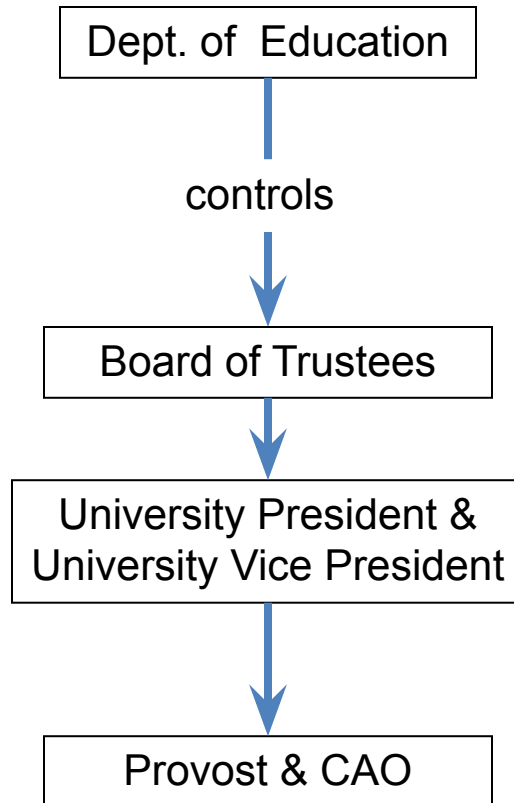 Dept. of  Education
controls
Board of Trustees
University President &
University Vice President
Provost & CAO